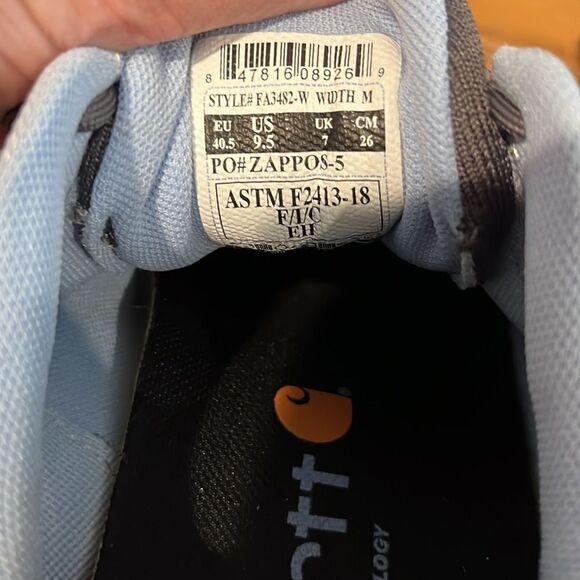 8 47816 08926 9
STYLE# FA3482-W WIDTH M
EU US UK CM
40.5 9.5 7 26
PO# ZAPPOS-5
ASTM F2413-18
F/I/C
EH